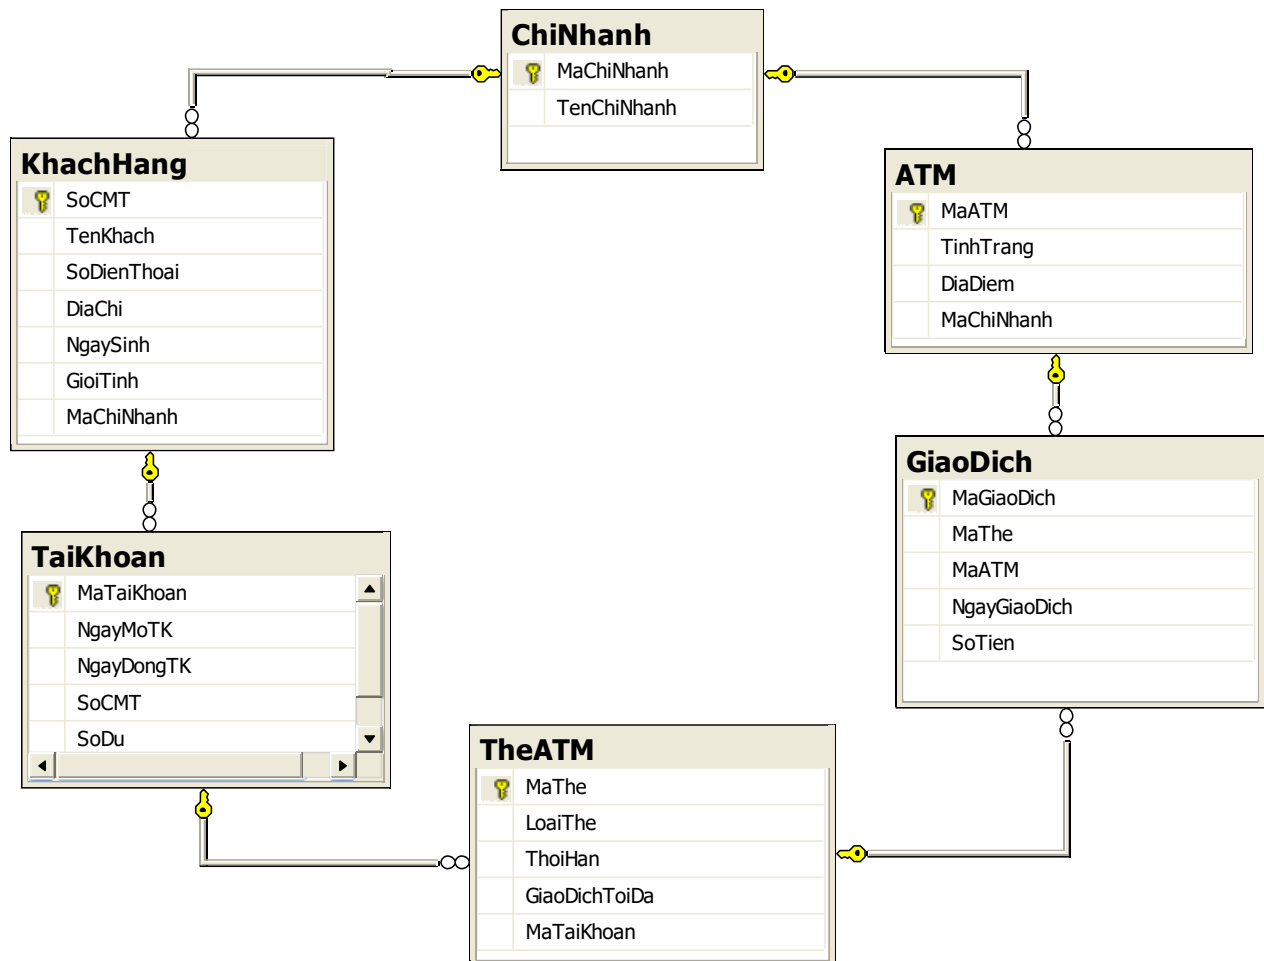 ChiNhanh
MaChiNhanh
TenChiNhanh
KhachHang
SoCMT
TenKhach
SoDienThoai
DiaChi
NgaySinh
GioiTinh
MaChiNhanh
ATM
MaATM
TinhTrang
DiaDiem
MaChiNhanh
GiaoDich
MaGiaoDich
MaThe
MaATM
NgayGiaoDich
SoTien
TaiKhoan
MaTaiKhoan
NgayMoTK
NgayDongTK
SoCMT
SoDu
TheATM
MaThe
LoaiThe
ThoiHan
GiaoDichToiDa
MaTaiKhoan